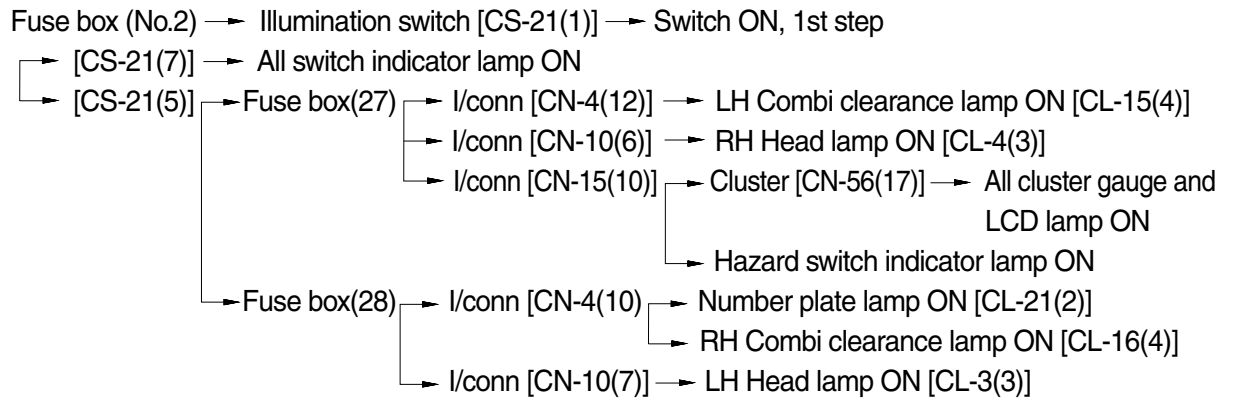 Fuse box (No.2) → Illumination switch [CS-21(1)] → Switch ON, 1st step
[CS-21(7)] → All switch indicator lamp ON
[CS-21(5)] → Fuse box(27) → I/conn [CN-4(12)] → LH Combi clearance lamp ON [CL-15(4)]
I/conn [CN-10(6)] → RH Head lamp ON [CL-4(3)]
I/conn [CN-15(10)] → Cluster [CN-56(17)] → All cluster gauge and
LCD lamp ON
Hazard switch indicator lamp ON
Fuse box(28) → I/conn [CN-4(10) → Number plate lamp ON [CL-21(2)]
RH Combi clearance lamp ON [CL-16(4)]
I/conn [CN-10(7)] → LH Head lamp ON [CL-3(3)]